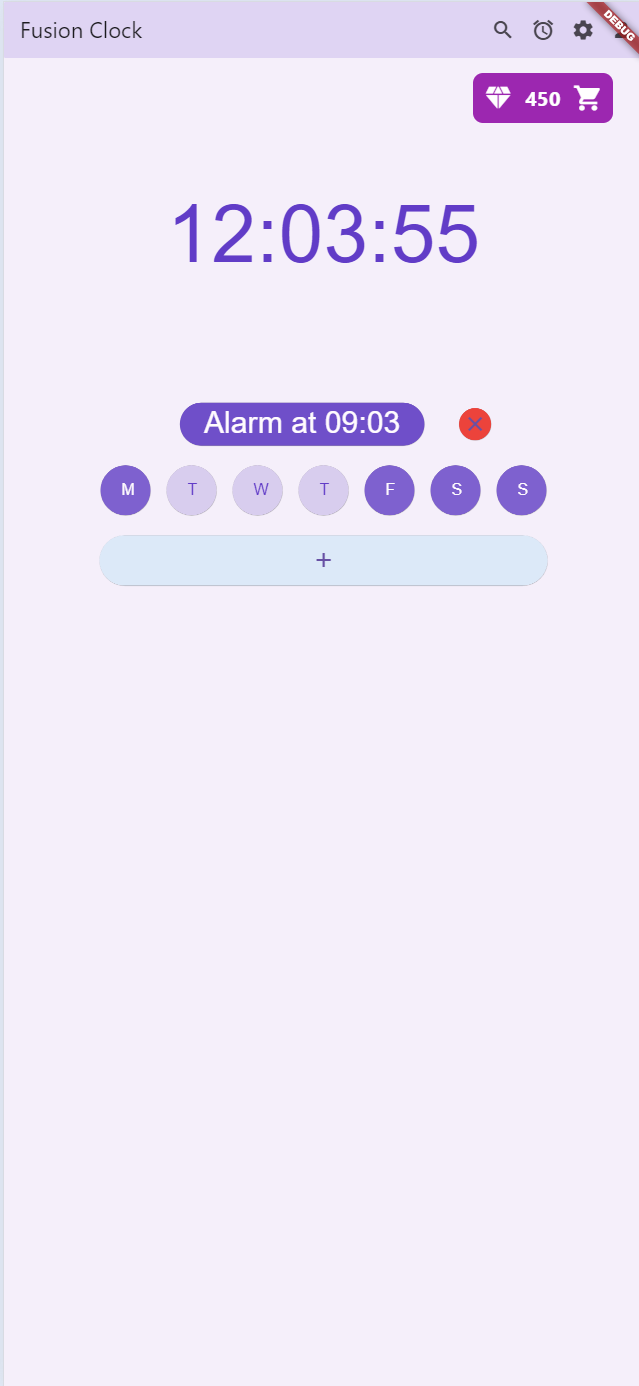 Fusion Clock
DEBUG
450
12:03:55
Alarm at 09:03
M T W T F S S
+